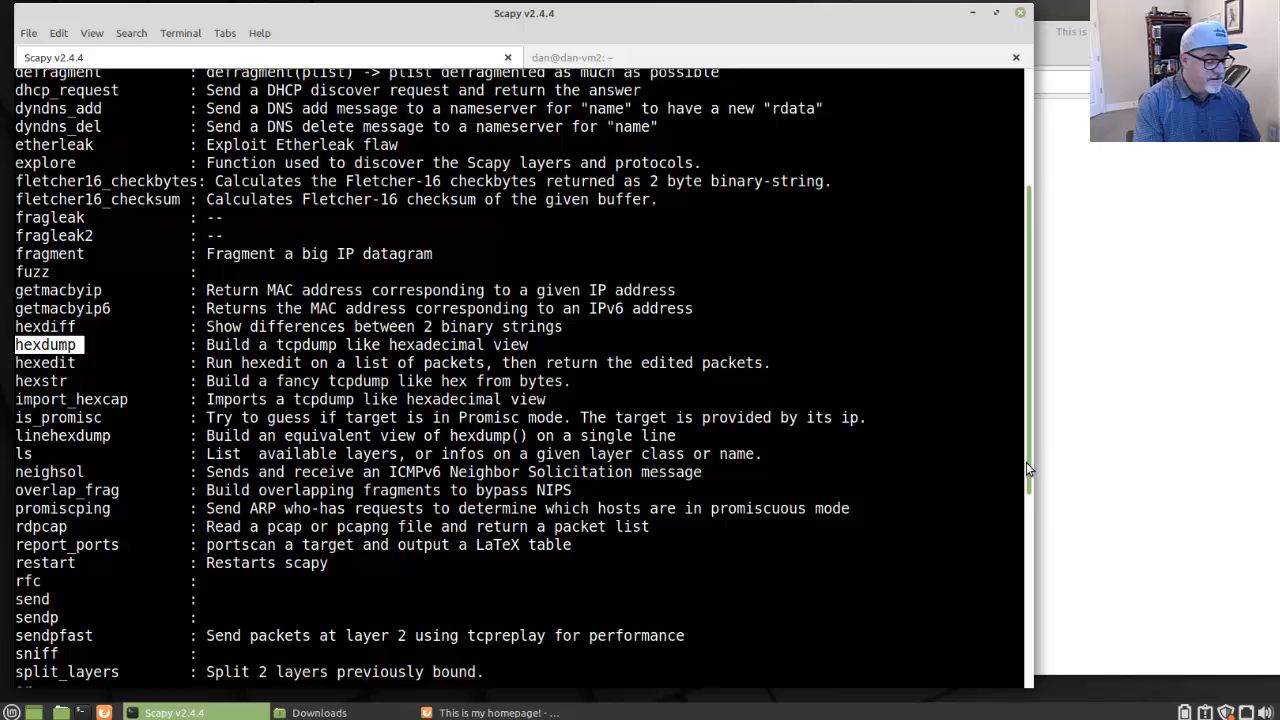 Scapy v2.4.4
File Edit View Search Terminal Tabs Help
This is
Scapy v2.4.4
dan@dan-vm2: ~
defragment : defragment(plist) -> plist defragmented as much as possible
dhcp_request : Send a DHCP discover request and return the answer
dyndns_add : Send a DNS add message to a nameserver for "name" to have a new "rdata"
dyndns_del : Send a DNS delete message to a nameserver for "name"
etherleak : Exploit Etherleak flaw
explore : Function used to discover the Scapy layers and protocols.
fletcher16_checkbytes: Calculates the Fletcher-16 checkbytes returned as 2 byte binary-string.
fletcher16_checksum : Calculates Fletcher-16 checksum of the given buffer.
fragleak : --
fragleak2 : --
fragment : Fragment a big IP datagram
fuzz :
getmacbyip : Return MAC address corresponding to a given IP address
getmacbyip6 : Returns the MAC address corresponding to an IPv6 address
hexdiff : Show differences between 2 binary strings
hexdump : Build a tcpdump like hexadecimal view
hexedit : Run hexedit on a list of packets, then return the edited packets.
hexstr : Build a fancy tcpdump like hex from bytes.
import_hexcap : Imports a tcpdump like hexadecimal view
is_promisc : Try to guess if target is in Promisc mode. The target is provided by its ip.
linehexdump : Build an equivalent view of hexdump() on a single line
ls : List  available layers, or infos on a given layer class or name.
neighsol : Sends and receive an ICMPv6 Neighbor Solicitation message
overlap_frag : Build overlapping fragments to bypass NIPS
promiscping : Send ARP who-has requests to determine which hosts are in promiscuous mode
rdpcap : Read a pcap or pcapng file and return a packet list
report_ports : portscan a target and output a LaTeX table
restart : Restarts scapy
rfc :
send :
sendp :
sendpfast : Send packets at layer 2 using tcpreplay for performance
sniff :
split_layers : Split 2 layers previously bound.
Scapy v2.4.4
Downloads
This is my homepage! - ...